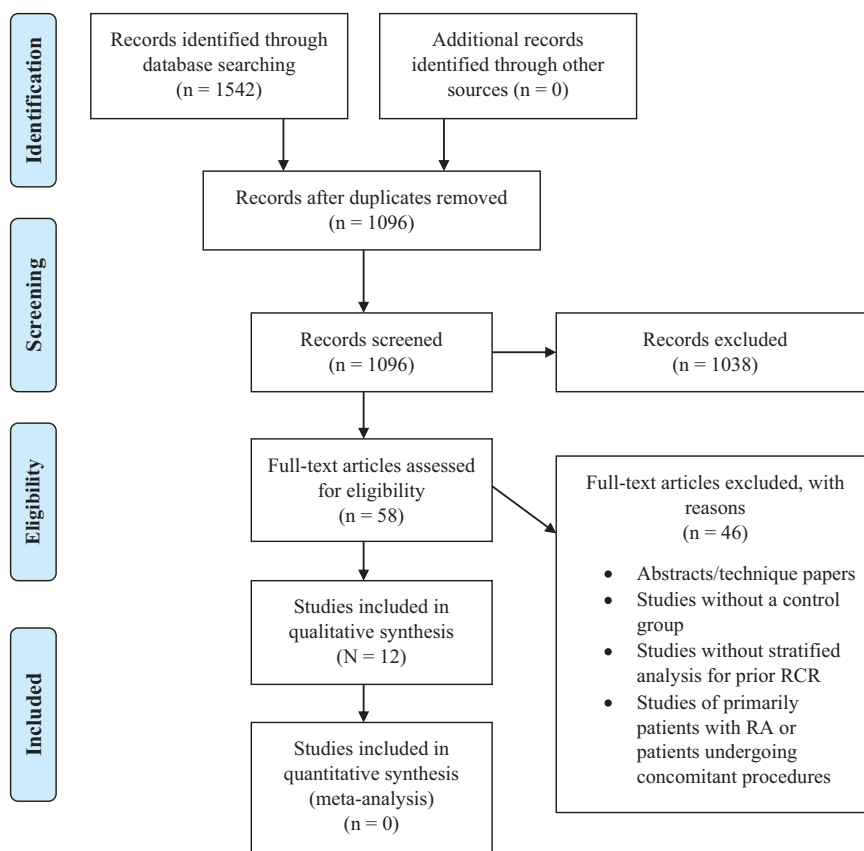 Identification
Records identified through
database searching
(n = 1542)
Additional records
identified through other
sources (n = 0)
Records after duplicates removed
(n = 1096)
Screening
Records screened
(n = 1096)
Records excluded
(n = 1038)
Eligibility
Full-text articles assessed
for eligibility
(n = 58)
Full-text articles excluded, with
reasons
(n = 46)
• Abstracts/technique papers
• Studies without a control
group
• Studies without stratified
analysis for prior RCR
• Studies of primarily
patients with RA or
patients undergoing
concomitant procedures
Included
Studies included in
qualitative synthesis
(N = 12)
Studies included in
quantitative synthesis
(meta-analysis)
(n = 0)